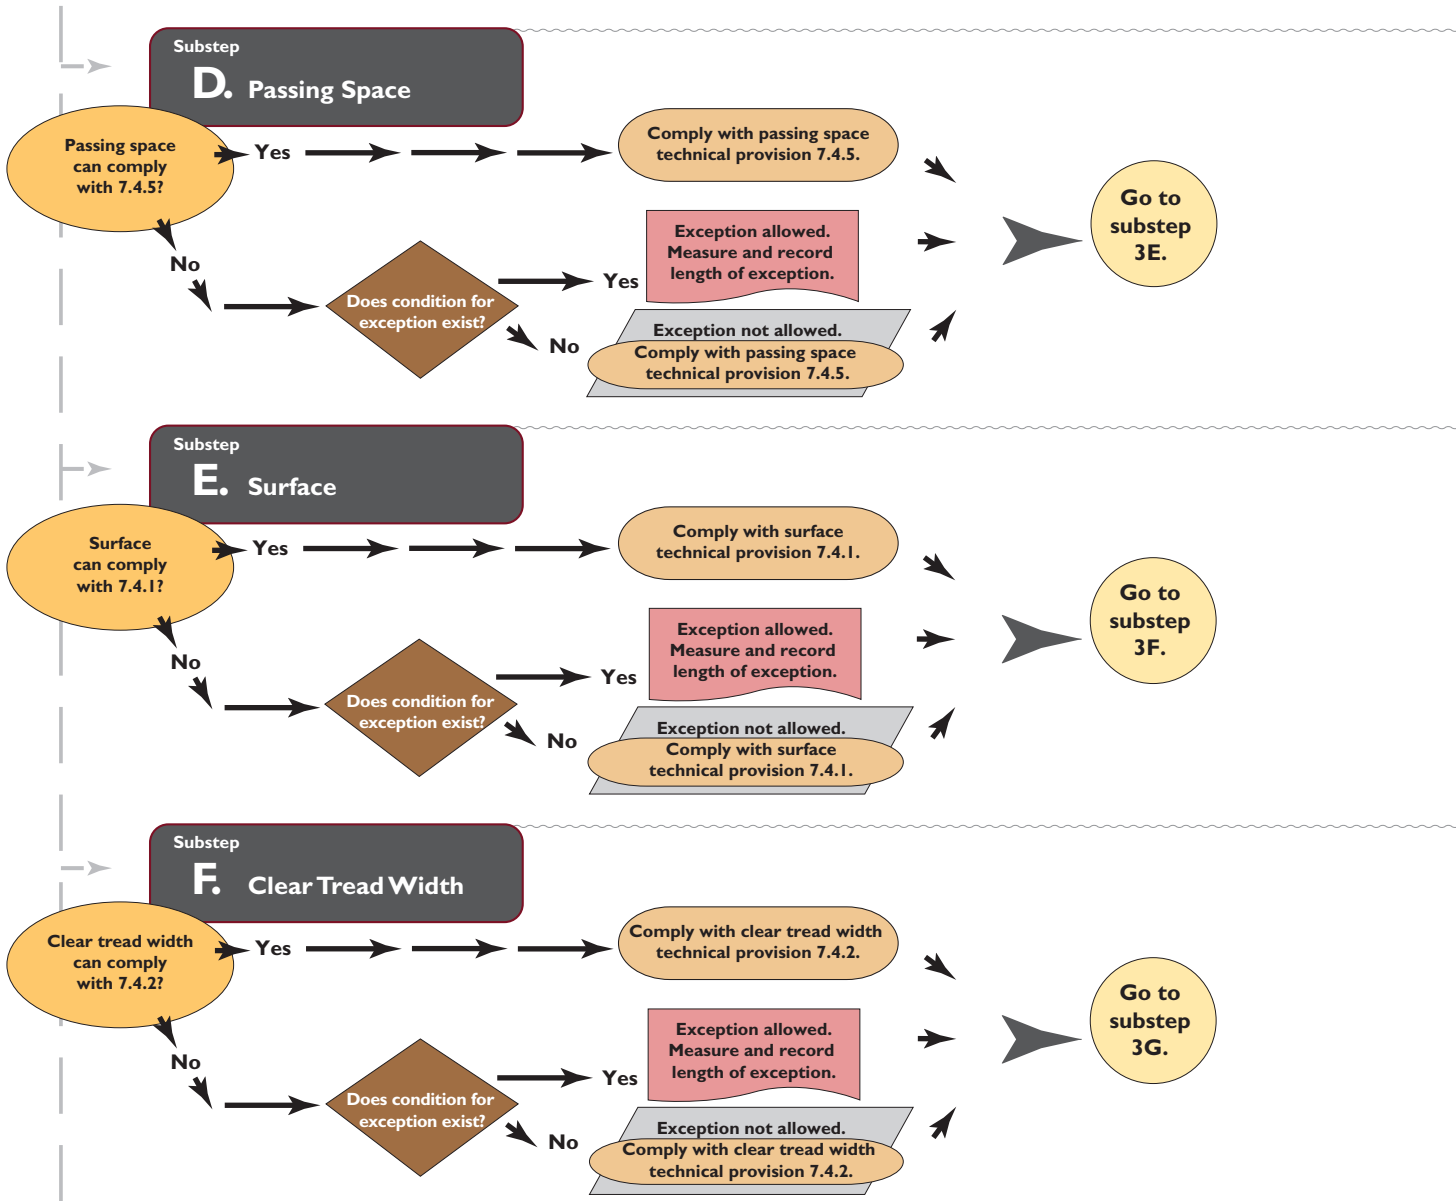 Substep
D. Passing Space
Passing space
can comply
with 7.4.5?
Yes
Comply with passing space
technical provision 7.4.5.
No
Does condition for
exception exist?
Yes
Exception allowed.
Measure and record
length of exception.
No
Exception not allowed.
Comply with passing space
technical provision 7.4.5.
Go to
substep
3E.
Substep
E. Surface
Surface
can comply
with 7.4.1?
Yes
Comply with surface
technical provision 7.4.1.
No
Does condition for
exception exist?
Yes
Exception allowed.
Measure and record
length of exception.
No
Exception not allowed.
Comply with surface
technical provision 7.4.1.
Go to
substep
3F.
Substep
F. Clear Tread Width
Clear tread width
can comply
with 7.4.2?
Yes
Comply with clear tread width
technical provision 7.4.2.
No
Does condition for
exception exist?
Yes
Exception allowed.
Measure and record
length of exception.
No
Exception not allowed.
Comply with clear tread width
technical provision 7.4.2.
Go to
substep
3G.